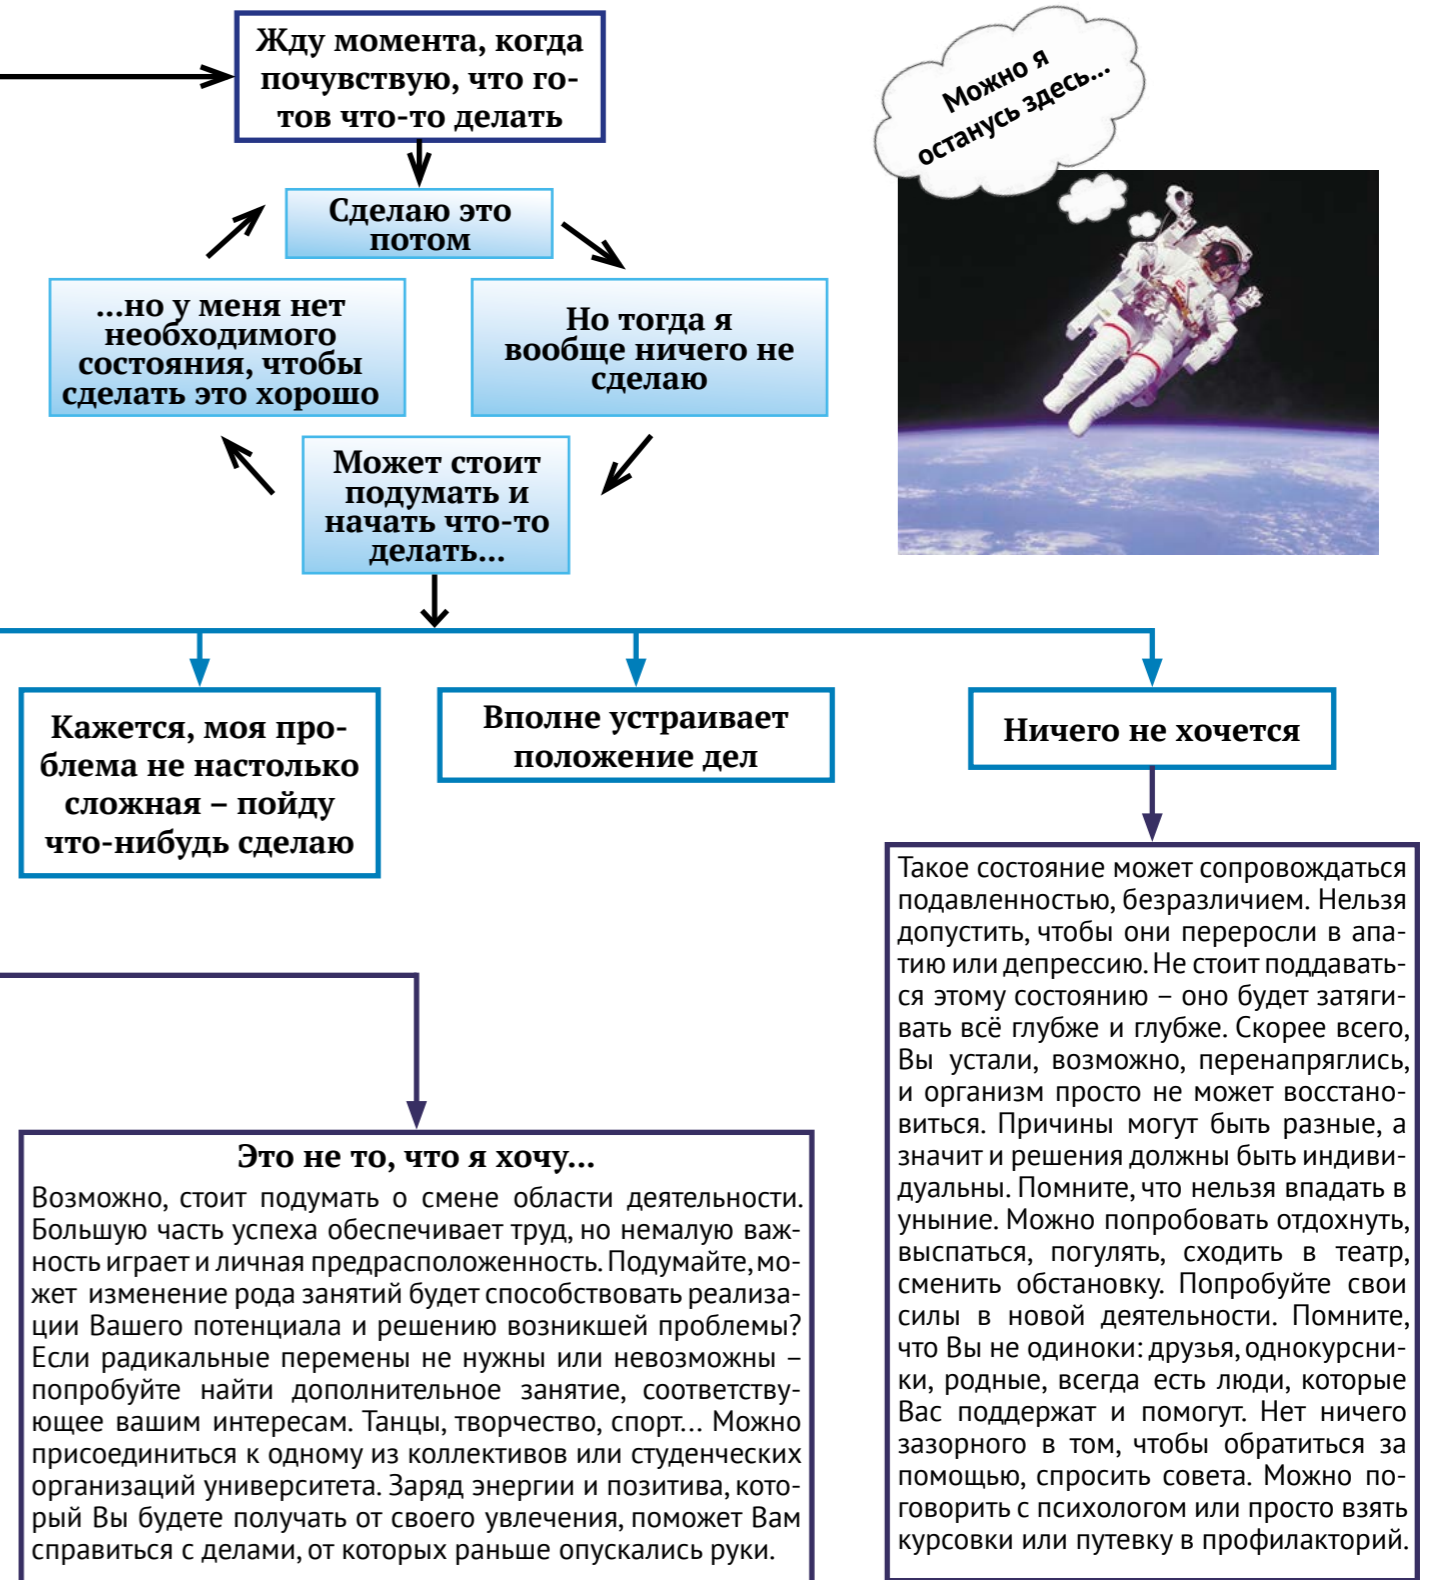 Жду момента, когда
почувствую, что го-
тов что-то делать
Можно я
останусь здесь...
Сделаю это
потом
...но у меня нет
необходимого
состояния, чтобы
сделать это хорошо
Но тогда я
вообще ничего не
сделаю
Может стоит
подумать и
начать что-то
делать...
Кажется, моя про-
блема не настолько
сложная – пойду
что-нибудь сделаю
Вполне устраивает
положение дел
Ничего не хочется
Такое состояние может сопровождаться
подавленностью, безразличием. Нельзя
допустить, чтобы они переросли в апа-
тию или депрессию. Не стоит поддавать-
ся этому состоянию – оно будет затяги-
вать всё глубже и глубже. Скорее всего,
Вы устали, возможно, перенапряглись,
и организм просто не может восстано-
виться. Причины могут быть разные, а
значит и решения должны быть индиви-
дуальны. Помните, что нельзя впадать в
уныние. Можно попробовать отдохнуть,
выспаться, погулять, сходить в театр,
сменить обстановку. Попробуйте свои
силы в новой деятельности. Помните,
что Вы не одиноки: друзья, однокурсни-
ки, родные, всегда есть люди, которые
Вас поддержат и помогут. Нет ничего
зазорного в том, чтобы обратиться за
помощью, спросить совета. Можно по-
говорить с психологом или просто взять
курсовки или путевку в профилакторий.
Это не то, что я хочу...
Возможно, стоит подумать о смене области деятельности.
Большую часть успеха обеспечивает труд, но немалую важ-
ность играет и личная предрасположенность. Подумайте, мо-
жет изменение рода занятий будет способствовать реализа-
ции Вашего потенциала и решению возникшей проблемы?
Если радикальные перемены не нужны или невозможны –
попробуйте найти дополнительное занятие, соответству-
ющее вашим интересам. Танцы, творчество, спорт... Можно
присоединиться к одному из коллективов или студенческих
организаций университета. Заряд энергии и позитива, кото-
рый Вы будете получать от своего увлечения, поможет Вам
справиться с делами, от которых раньше опускались руки.